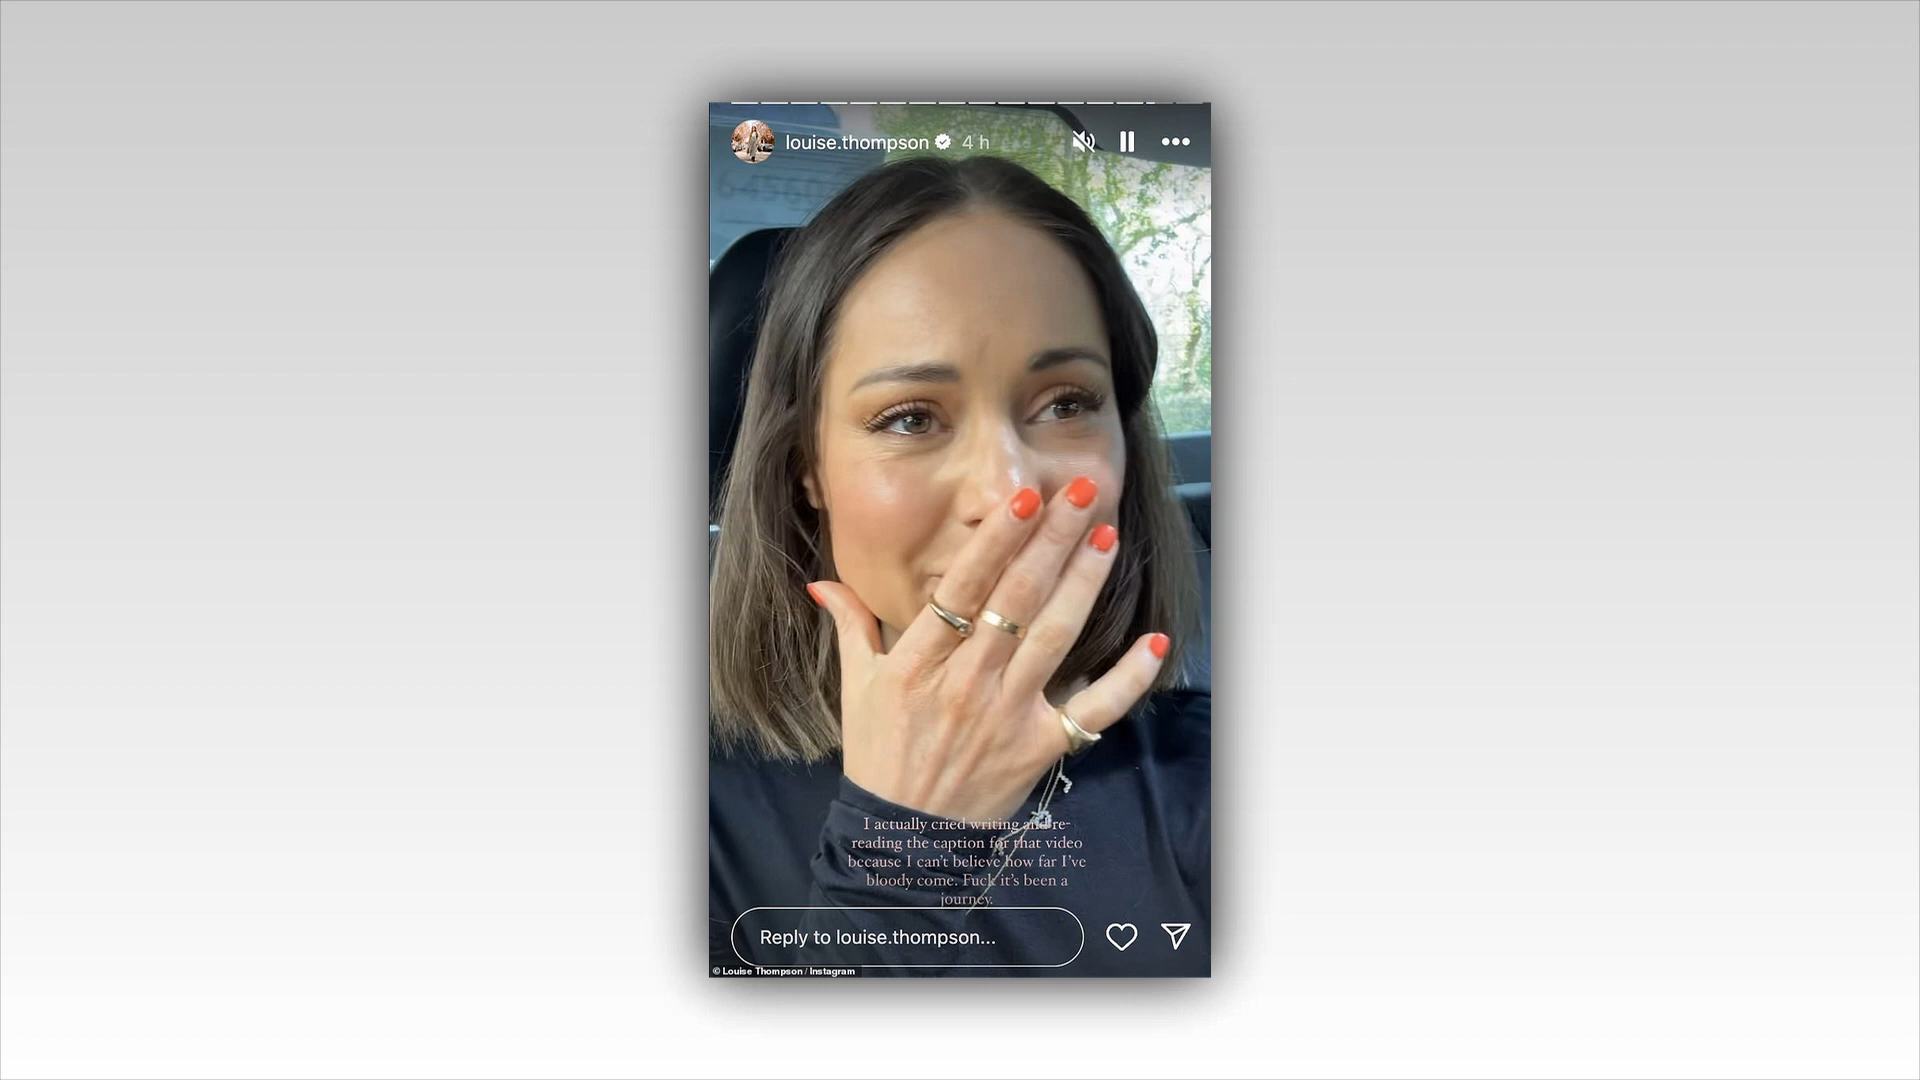 louise.thompson 4 h
I actually cried writing and re-
reading the caption for that video
because I can't believe how far I've
bloody come. Fuck it's been a
journey.
Reply to louise.thompson...
© Louise Thompson / Instagram